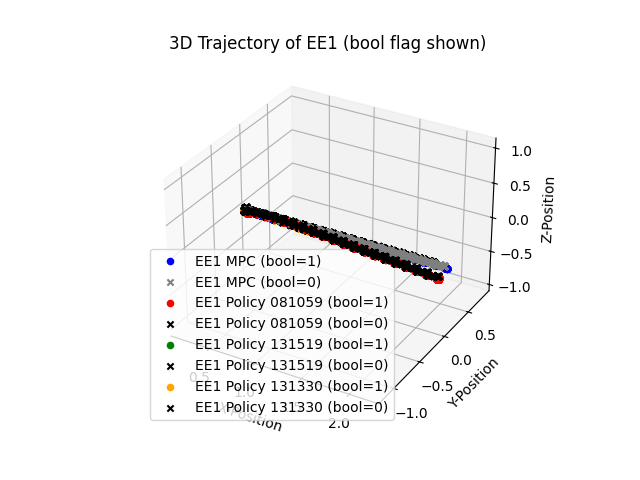 3D Trajectory of EE1 (bool flag shown)
1.0
0.5
0.0
−0.5
−1.0
Z-Position
0.5
0.0
−0.5
−1.0
Y-Position
EE1 MPC (bool=1)
EE1 MPC (bool=0)
EE1 Policy 081059 (bool=1)
EE1 Policy 081059 (bool=0)
EE1 Policy 131519 (bool=1)
EE1 Policy 131519 (bool=0)
EE1 Policy 131330 (bool=1)
EE1 Policy 131330 (bool=0)
0.5
1.0
2.0
X-Position